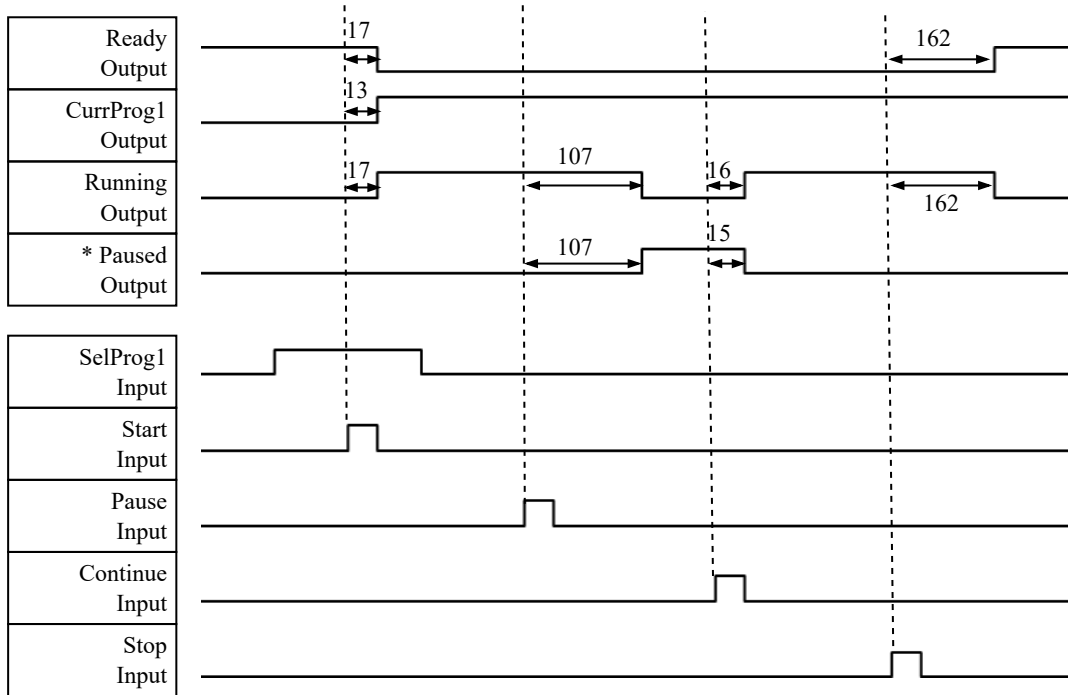 Ready
Output
17
162
CurrProg1
Output
13
Running
Output
17
107
16
162
* Paused
Output
107
15
SelProg1
Input
Start
Input
Pause
Input
Continue
Input
Stop
Input